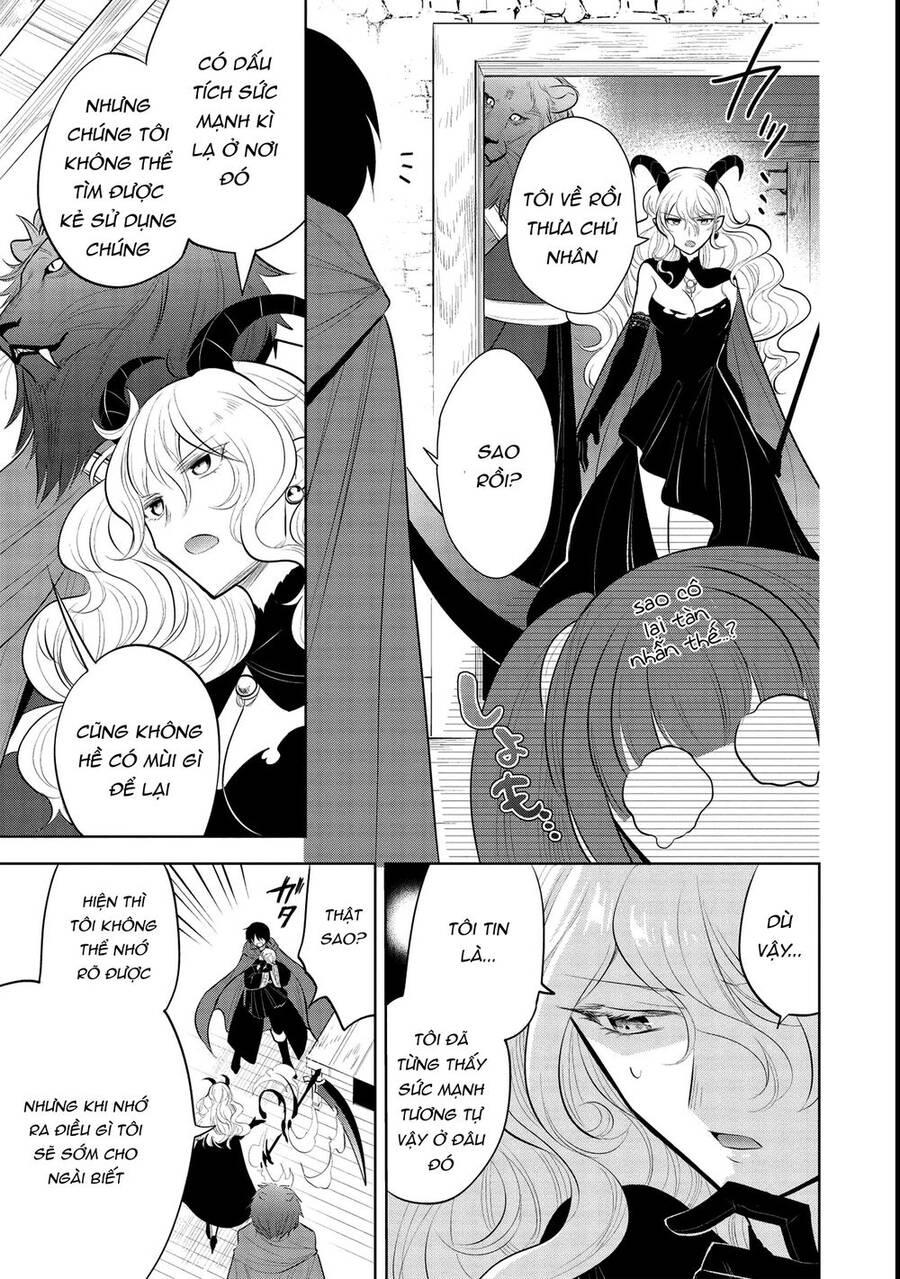 カッ
TÔI VỀ RỒI
THƯA CHỦ
NHÂN
SAO
RỒI?
sao cô
lại tàn
nhẫn thế..?
しょも…
CÓ DẤU
TÍCH SỨC
MẠNH KÌ
LẠ Ở NƠI
ĐÓ
NHƯNG
CHÚNG TÔI
KHÔNG THỂ
TÌM ĐƯỢC
KẺ SỬ DỤNG
CHÚNG
CŨNG KHÔNG
HỀ CÓ MÙI GÌ
ĐỂ LẠI
DÙ
VẬY...
TÔI TIN
LÀ...
TÔI ĐÃ
TỪNG THẤY
SỨC MẠNH
TƯƠNG TỰ
VẬY Ở ĐÂU
ĐÓ
THẬT
SAO?
ガタ
HIỆN THÌ
TÔI KHÔNG
THỂ NHỚ
RÕ ĐƯỢC
NHƯNG KHI NHỚ
RA ĐIỀU GÌ TÔI
SẼ SỚM CHO
NGÀI BIẾT